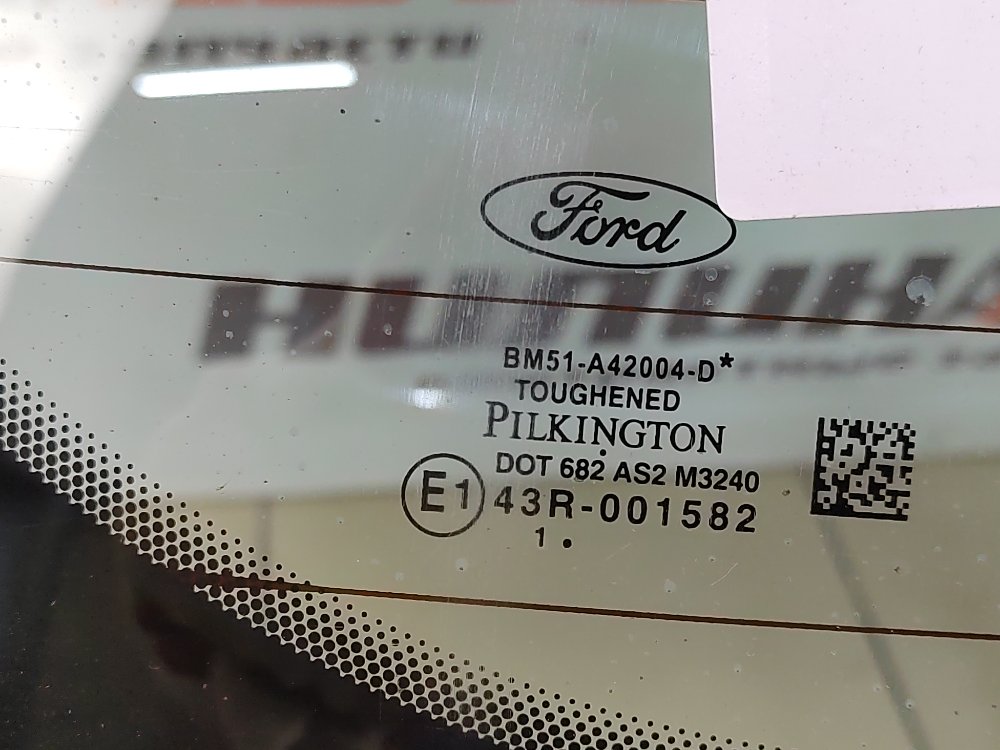 Ford
BM51-A42004-D*
TOUGHENED
PILKINGTON
DOT 682 AS2 M3240
E1 43R-001582
1 .